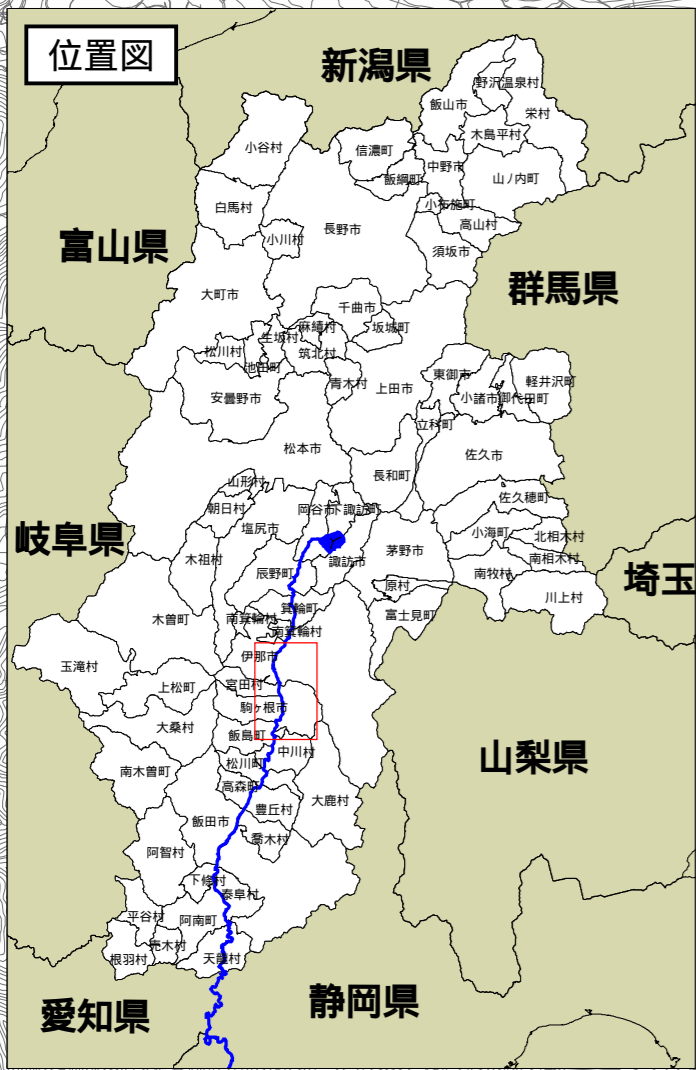 位置図
新潟県
野沢温泉村
飯山市
栄村
木島平村
小谷村
信濃町
中野市
飯綱町
山ノ内町
白馬村
小布施町
高山村
長野市
小川村
須坂市
富山県
群馬県
大町市
千曲市
麻績村
坂城町
生坂村
松川村
筑北村
池田町
青木村
上田市
東御市
軽井沢町
安曇野市
小諸市
御代田町
立科町
松本市
佐久市
長和町
山形村
佐久穂町
朝日村
岡谷市
下諏訪町
塩尻市
小海町
北相木村
岐阜県
茅野市
南相木村
木祖村
諏訪市
埼玉
辰野町
南牧村
原村
川上村
箕輪町
富士見町
木曽町
南箕輪村
南箕輪村
伊那市
玉滝村
上松町
宮田村
駒ヶ根市
大桑村
飯島町
中川村
山梨県
松川町
南木曽町
高森町
大鹿村
豊丘村
飯田市
喬木村
阿智村
下條村
泰阜村
平谷村
阿南町
売木村
根羽村
天龍村
静岡県
愛知県